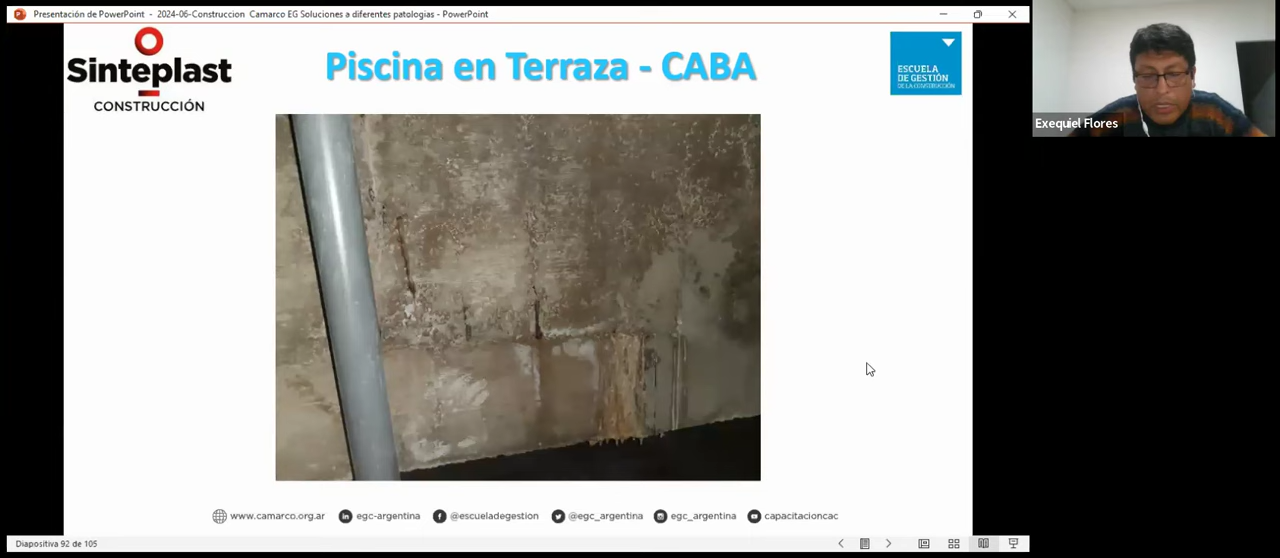 Presentación de PowerPoint - 2024-06-Construccion Camarco EG Soluciones a diferentes patologias - PowerPoint
Sinteplast
CONSTRUCCIÓN
Piscina en Terraza - CABA
ESCUELA
DE GESTIÓN
DE LA CONSTRUCCIÓN
Exequiel Flores
www.camarco.org.ar egc-argentina @escueladegestion @egc_argentina egc_argentina capacitacioncac
Diapositiva 92 de 105